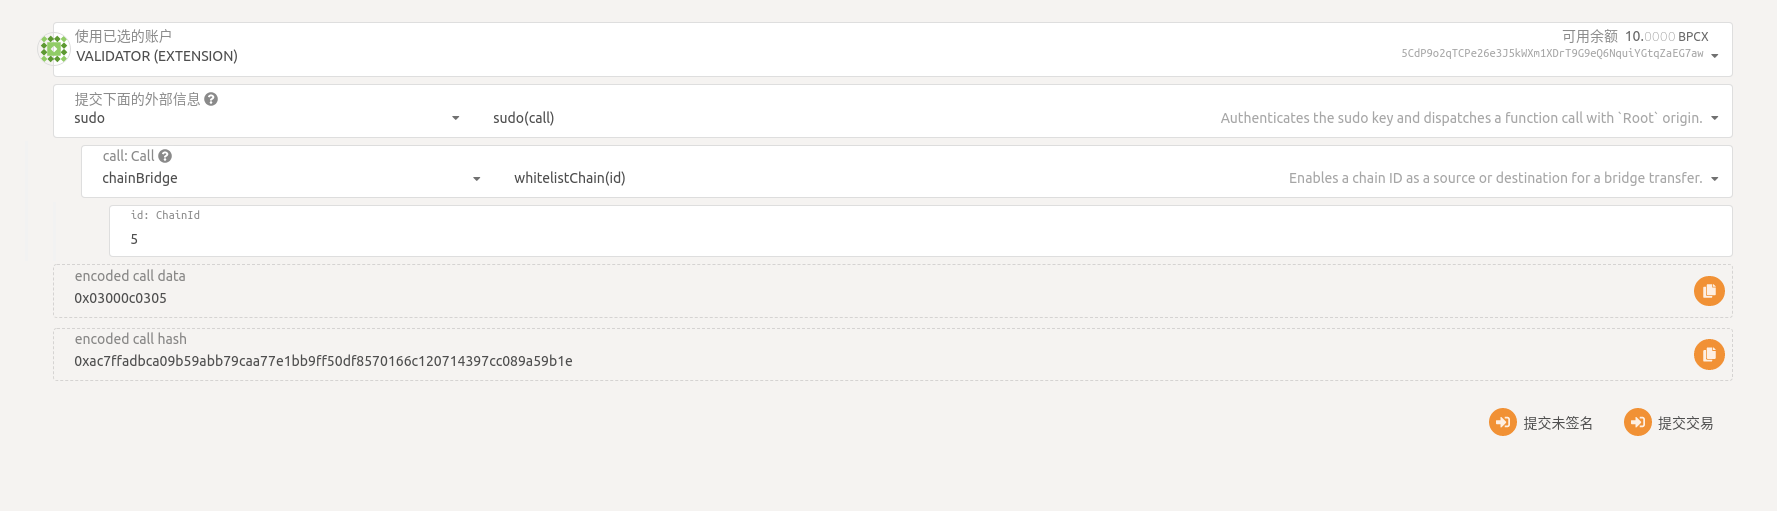 使用已选的账户
可用余额 10.0000 BPCX
VALIDATOR (EXTENSION)
5CdP9o2qTCPe26e3J5kWXm1XDrT9G9eQ6NquiYGtqZaEG7aw
提交下面的外部信息
sudo
sudo(call)
Authenticates the sudo key and dispatches a function call with `Root` origin.
call: Call
chainBridge
whitelistChain(id)
Enables a chain ID as a source or destination for a bridge transfer.
id: ChainId
5
encoded call data
0x03000c0305
encoded call hash
0xac7ffadbca09b59abb79caa77e1bb9ff50df8570166c120714397cc089a59b1e
提交未签名
提交交易